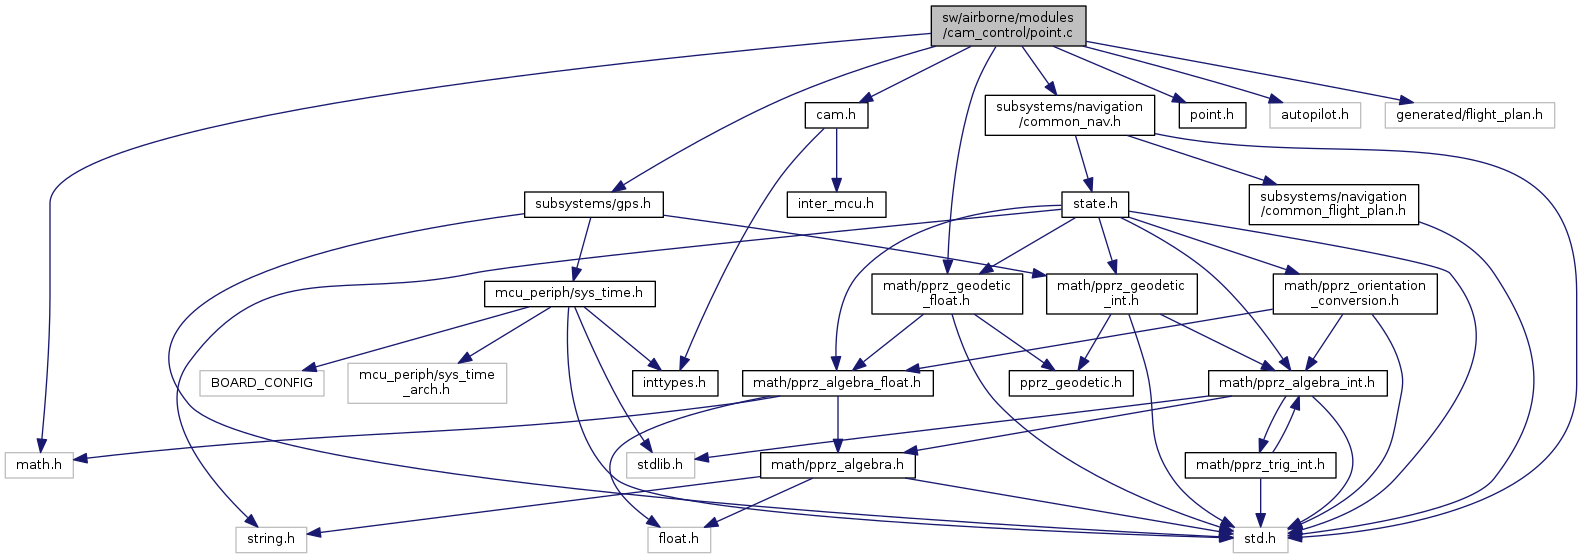 sw/airborne/modules
/cam_control/point.c
cam.h
subsystems/navigation
/common_nav.h
point.h
autopilot.h
generated/flight_plan.h
subsystems/gps.h
inter_mcu.h
state.h
subsystems/navigation
/common_flight_plan.h
mcu_periph/sys_time.h
math/pprz_geodetic
_float.h
math/pprz_geodetic
_int.h
math/pprz_orientation
_conversion.h
BOARD_CONFIG
mcu_periph/sys_time
_arch.h
inttypes.h
math/pprz_algebra_float.h
pprz_geodetic.h
math/pprz_algebra_int.h
math.h
stdlib.h
math/pprz_algebra.h
math/pprz_trig_int.h
string.h
float.h
std.h